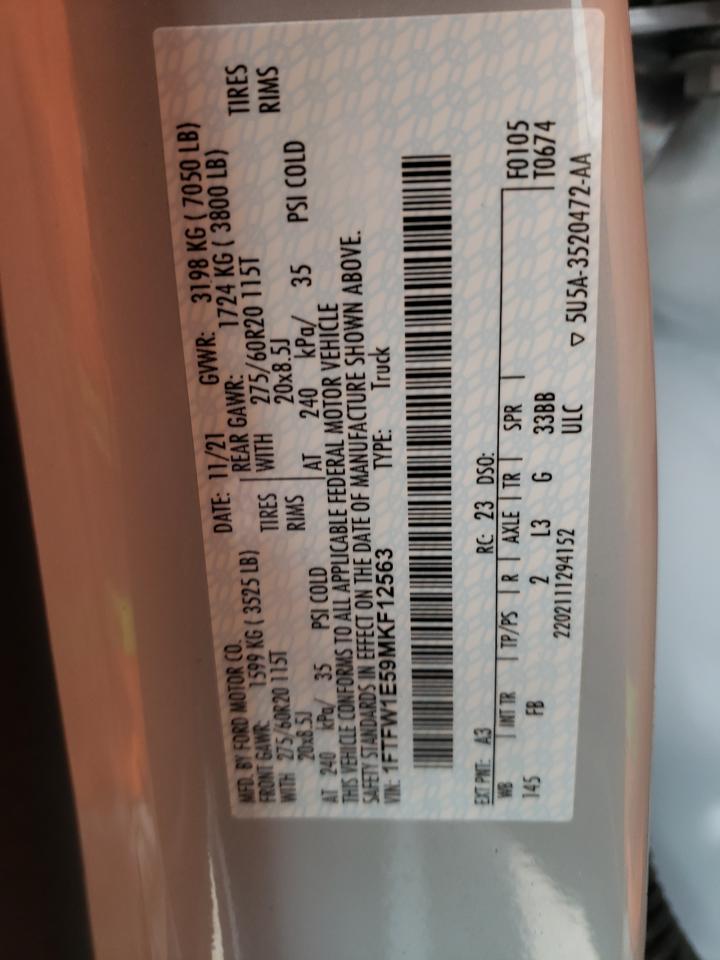 MFD. BY FORD MOTOR CO.
DATE: 11/21 GVWR: 3198 KG ( 7050 LB)
FRONT GAWR: 1599 KG ( 3525 LB) REAR GAWR: 1724 KG ( 3800 LB)
WITH 275/60R20 115T TIRES WITH 275/60R20 115T TIRES
20x8.5J RIMS 20x8.5J RIMS
AT 240 kPa/ 35 PSI COLD AT 240 kPa/ 35 PSI COLD
THIS VEHICLE CONFORMS TO ALL APPLICABLE FEDERAL MOTOR VEHICLE
SAFETY STANDARDS IN EFFECT ON THE DATE OF MANUFACTURE SHOWN ABOVE.
VIN: 1FTFW1E59MKF12563 TYPE: Truck
EXT PNT: A3 RC: 23 DSO:
WB INT TR TP/PS R AXLE TR SPR F0105
145 FB 2 L3 G 33BB T0674
2202111294152 ULC
▽ 5U5A-3520472-AA